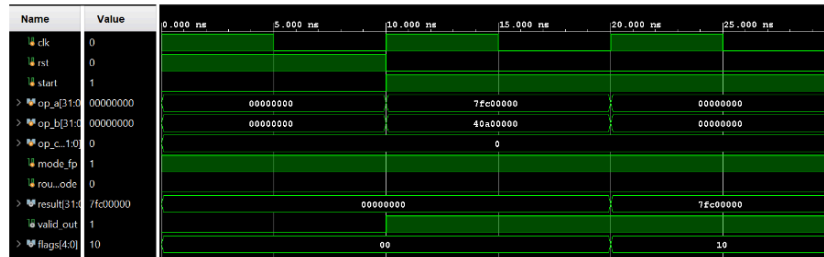 Name Value 0.000 ns 5.000 ns 10.000 ns 15.000 ns 20.000 ns 25.000 ns
clk 0
rst 0
start 1
op_a[31:0 00000000 00000000 7fc00000 00000000
op_b[31:0 00000000 00000000 40a00000 00000000
op_c...1:0] 0 0
mode_fp 1
rou...ode 0
result[31:0 7fc00000 00000000 7fc00000
valid_out 1
flags[4:0] 10 00 10